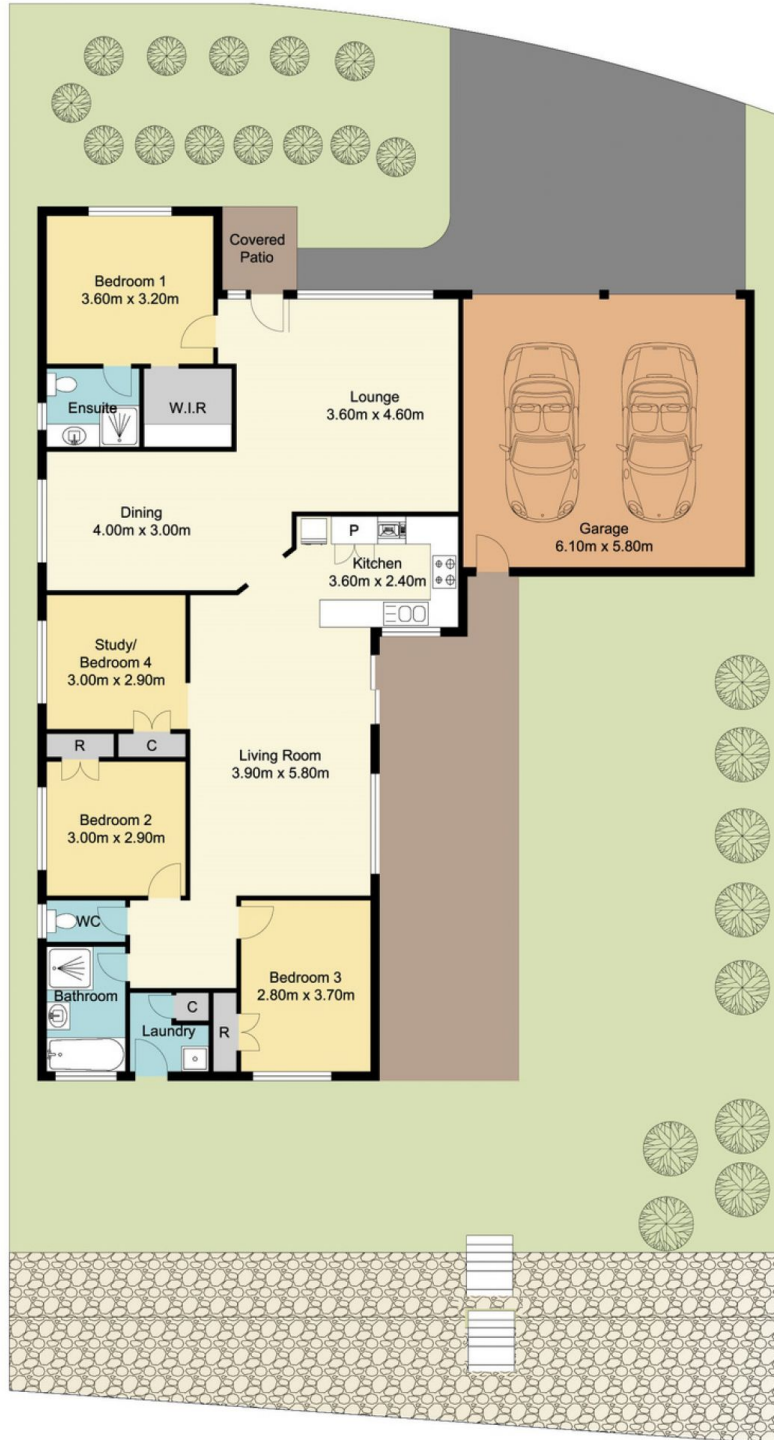 Covered
Patio
Bedroom 1
3.60m x 3.20m
Ensuite
W.I.R
Lounge
3.60m x 4.60m
Dining
4.00m x 3.00m
P
Kitchen
3.60m x 2.40m
Garage
6.10m x 5.80m
Study/
Bedroom 4
3.00m x 2.90m
R
C
Living Room
3.90m x 5.80m
Bedroom 2
3.00m x 2.90m
WC
Bathroom
Bedroom 3
2.80m x 3.70m
C
Laundry
R